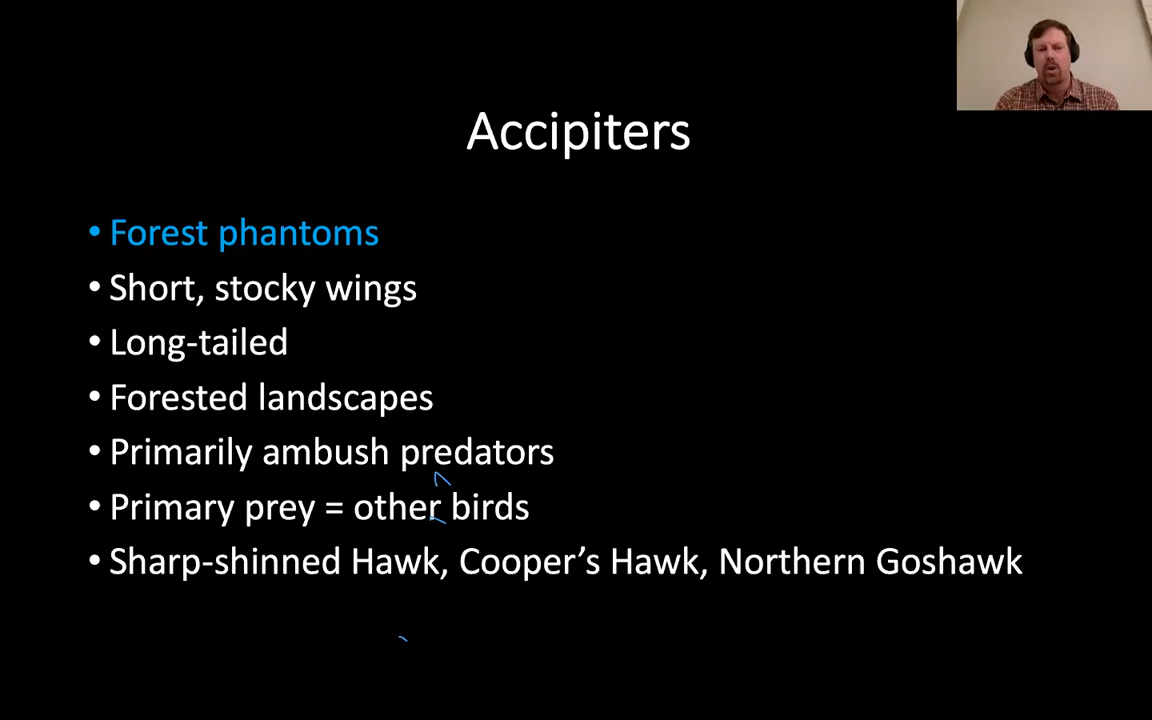 Accipiters
• Forest phantoms
• Short, stocky wings
• Long-tailed
• Forested landscapes
• Primarily ambush predators
• Primary prey = other birds
• Sharp-shinned Hawk, Cooper’s Hawk, Northern Goshawk